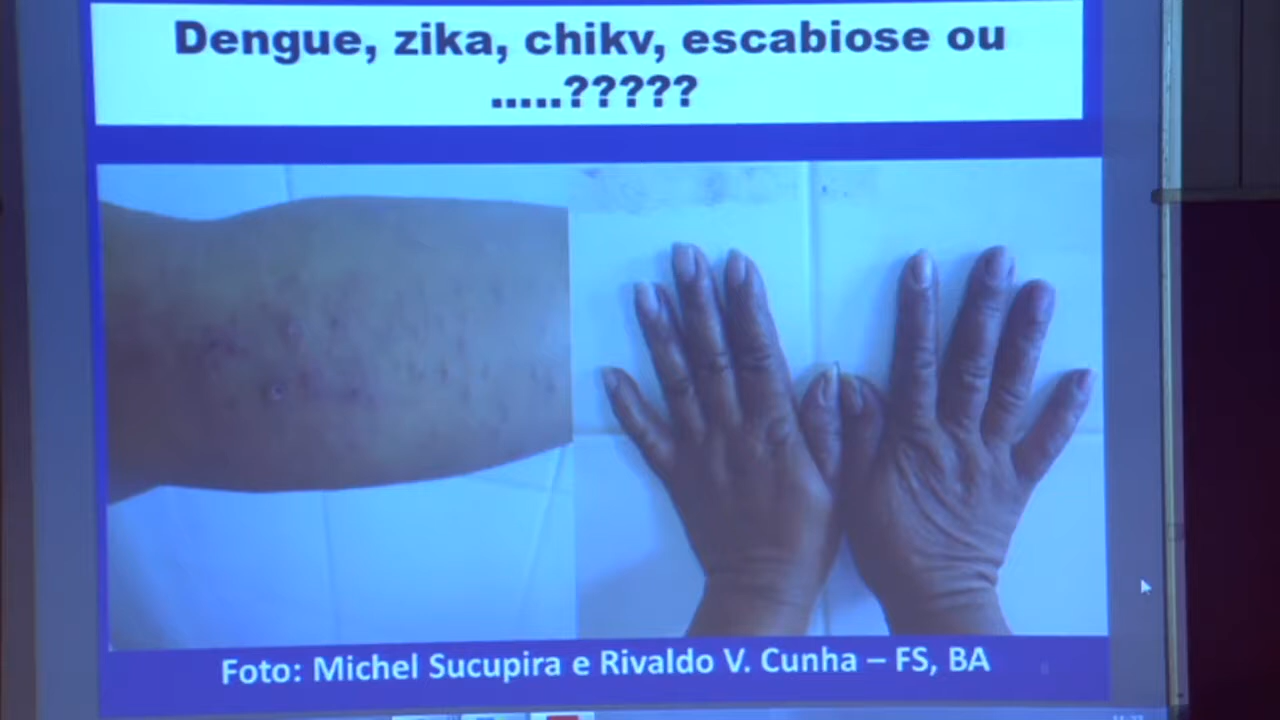 Dengue, zika, chikv, escabiose ou
.....?????
Foto: Michel Sucupira e Rivaldo V. Cunha – FS, BA